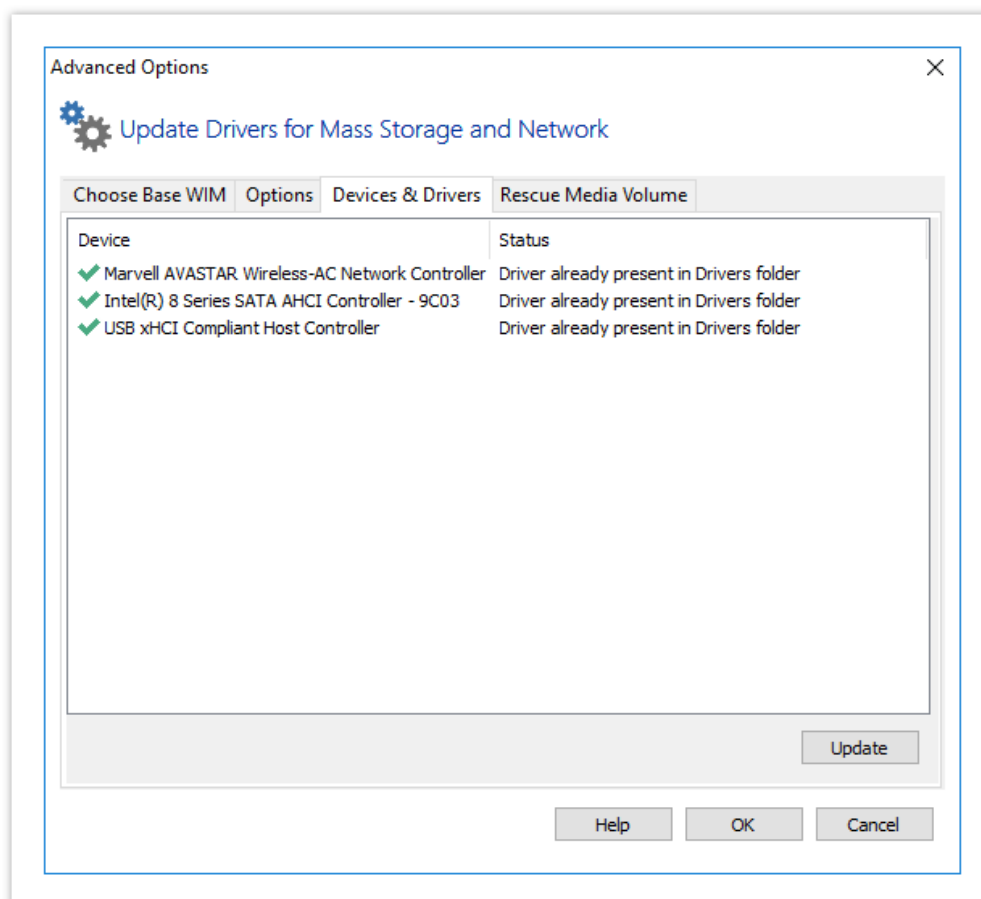 Advanced Options
Update Drivers for Mass Storage and Network
Choose Base WIM Options Devices & Drivers Rescue Media Volume
Device Status
Marvell AVASTAR Wireless-AC Network Controller Driver already present in Drivers folder
Intel(R) 8 Series SATA AHCI Controller - 9C03 Driver already present in Drivers folder
USB xHCI Compliant Host Controller Driver already present in Drivers folder
Update
Help OK Cancel